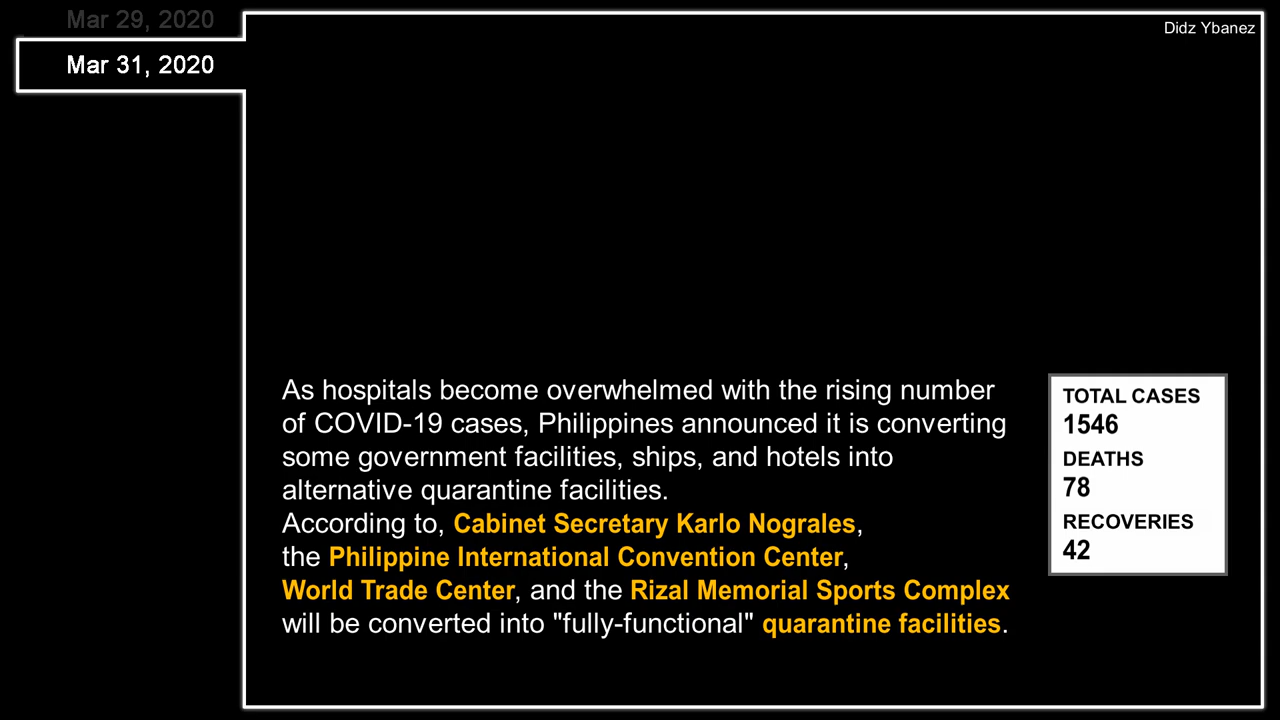 Mar 29, 2020
Didz Ybanez
Mar 31, 2020
As hospitals become overwhelmed with the rising number
of COVID-19 cases, Philippines announced it is converting
some government facilities, ships, and hotels into
alternative quarantine facilities.
According to, Cabinet Secretary Karlo Nograles,
the Philippine International Convention Center,
World Trade Center, and the Rizal Memorial Sports Complex
will be converted into "fully-functional" quarantine facilities.
TOTAL CASES
1546
DEATHS
78
RECOVERIES
42